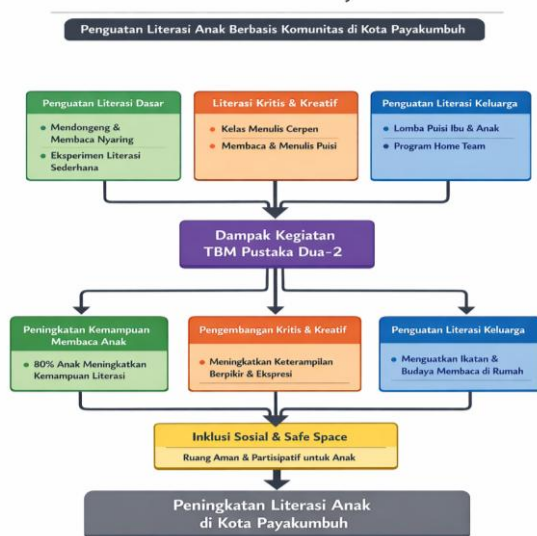 Penguatan Literasi Anak Berbasis Komunitas di Kota Payakumbuh
Penguatan Literasi Dasar
• Mendongeng &
Membaca Nyaring
• Eksperimen Literasi
Sederhana
Literasi Kritis & Kreatif
• Kelas Menulis Cerpen
• Membaca & Menulis Puisi
Penguatan Literasi Keluarga
• Lomba Puisi Ibu & Anak
• Program Home Team
Dampak Kegiatan
TBM Pustaka Dua-2
Peningkatan Kemampuan
Membaca Anak
• 80% Anak Meningkatkan
Kemampuan Literasi
Pengembangan Kritis & Kreatif
• Meningkatkan Keterampilan
Berpikir & Ekspresi
Penguatan Literasi Keluarga
• Menguatkan Ikatan &
Budaya Membaca di Rumah
Inklusi Sosial & Safe Space
Ruang Aman & Partisipatif untuk Anak
Peningkatan Literasi Anak
di Kota Payakumbuh